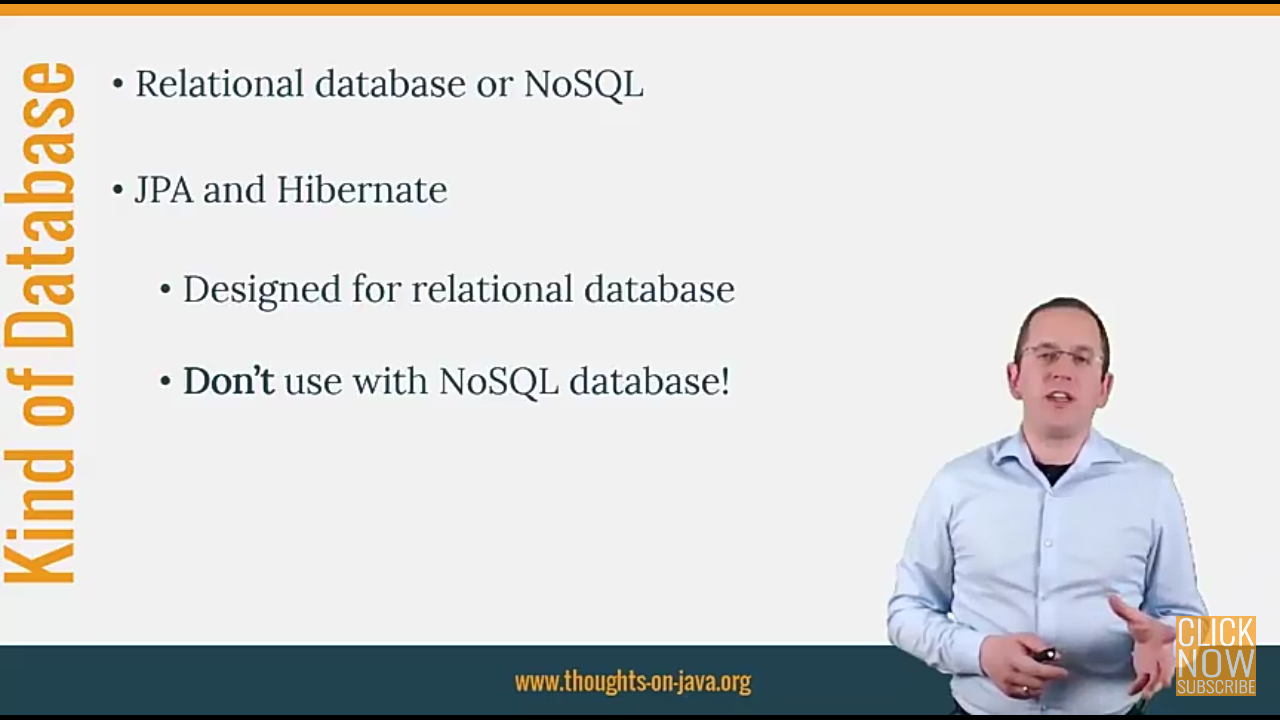 Kind of Database
• Relational database or NoSQL
• JPA and Hibernate
• Designed for relational database
• Don't use with NoSQL database!
www.thoughts-on-java.org
CLICK
NOW
SUBSCRIBE